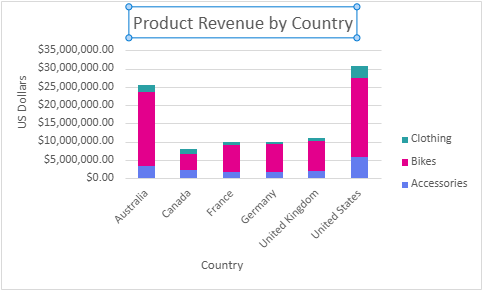 Product Revenue by Country
US Dollars
$35,000,000.00
$30,000,000.00
$25,000,000.00
$20,000,000.00
$15,000,000.00
$10,000,000.00
$5,000,000.00
$0.00
Australia
Canada
France
Germany
United Kingdom
United States
Country
Clothing
Bikes
Accessories